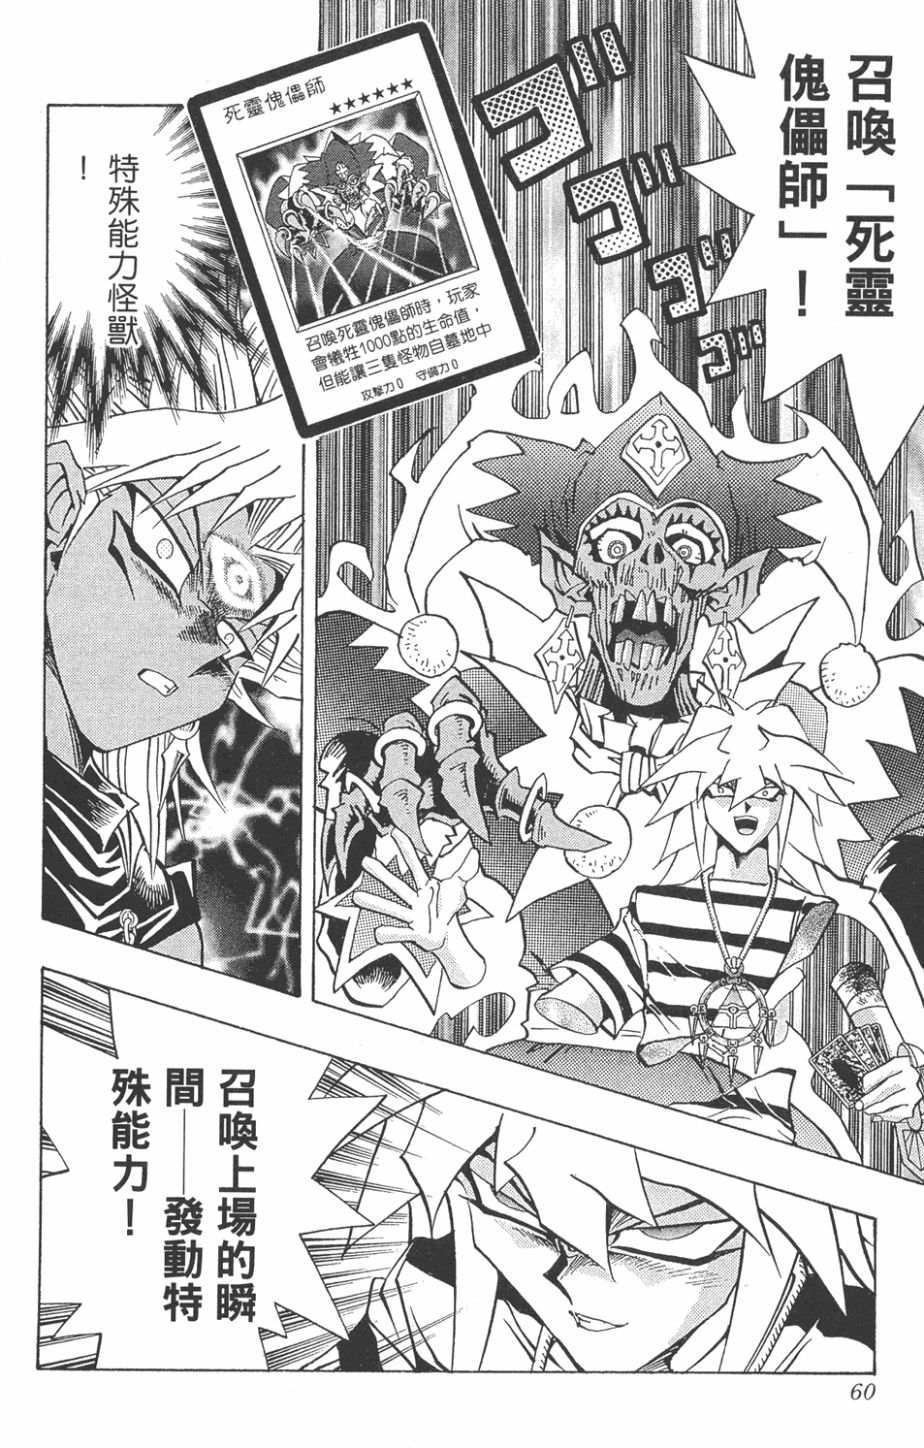 召喚「死靈
傀儡師」！
ゴゴゴゴ
死靈傀儡師
★★★★★★
召喚死靈傀儡師時，玩家
會犧牲1000點的生命值，
但能讓三隻怪物自墓地中
攻擊力0 守備力0
特殊能力怪獸
！
召喚上場的瞬
間——發動特
殊能力！
60